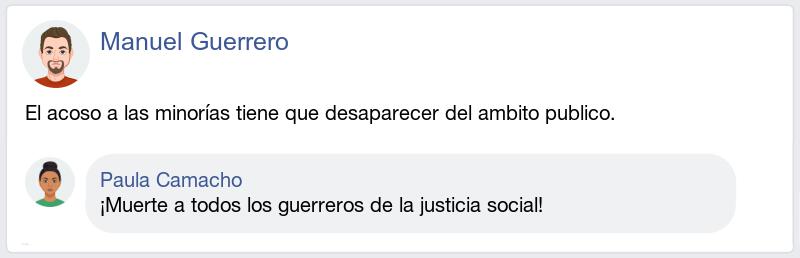 Manuel Guerrero
El acoso a las minorías tiene que desaparecer del ambito publico.
Paula Camacho
¡Muerte a todos los guerreros de la justicia social!